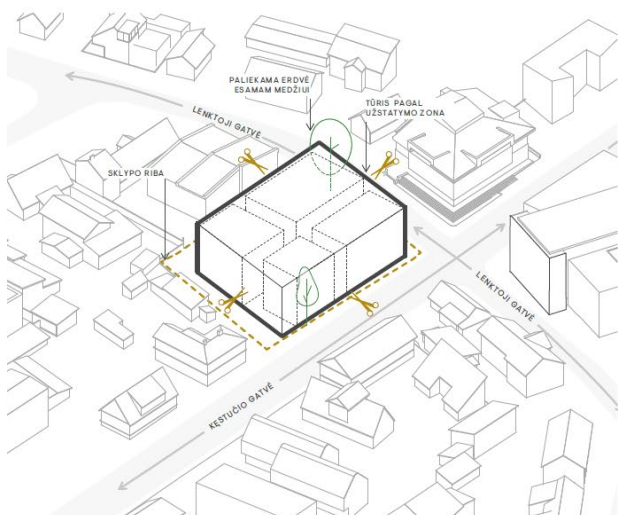 PALIEKAMA ERDVĖ
ESAMAM MEDŽIUI
TŪRIS PAGAL
UŽSTATYMO ZONA
LENKTOJI GATVĖ
SKLYPO RIBA
LENKTOJI GATVĖ
KĘSTUČIO GATVĖ